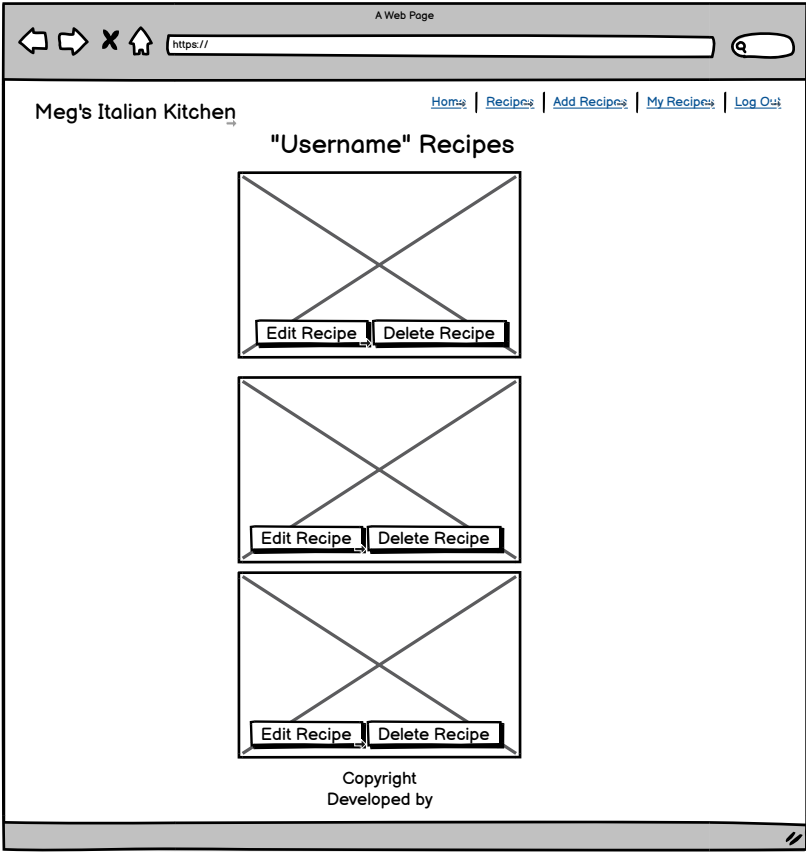 A Web Page
https://
Meg's Italian Kitchen
Home | Recipes | Add Recipes | My Recipes | Log Out
"Username" Recipes
Edit Recipe Delete Recipe
Edit Recipe Delete Recipe
Edit Recipe Delete Recipe
Copyright
Developed by